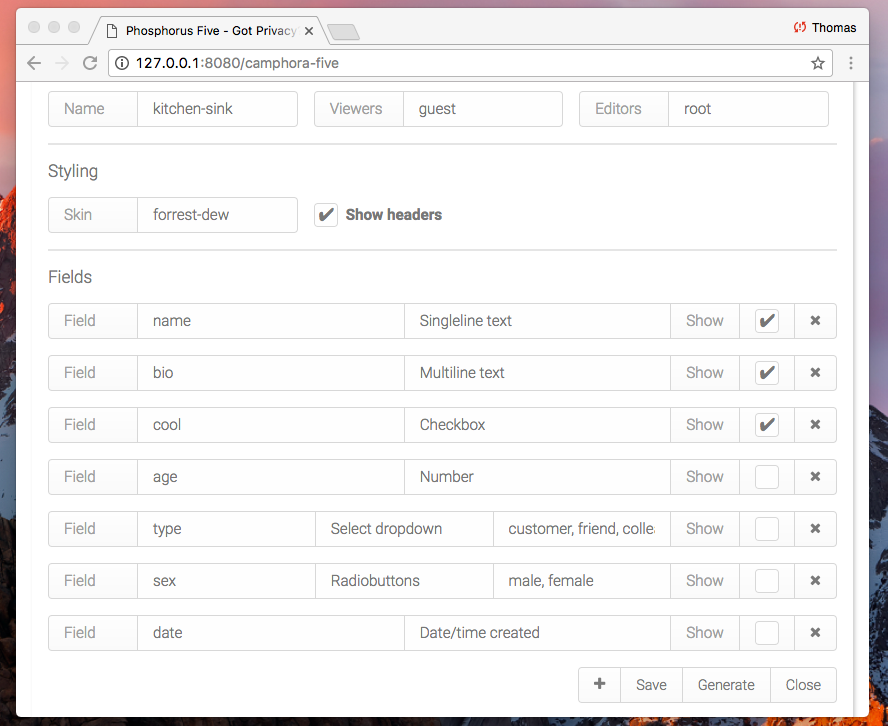 Phosphorus Five - Got Privacy
Thomas
127.0.0.1:8080/camphora-five
Name kitchen-sink Viewers guest Editors root
Styling
Skin forrest-dew Show headers
Fields
Field name Singleline text Show
Field bio Multiline text Show
Field cool Checkbox Show
Field age Number Show
Field type Select dropdown customer, friend, colle Show
Field sex Radiobuttons male, female Show
Field date Date/time created Show
+ Save Generate Close